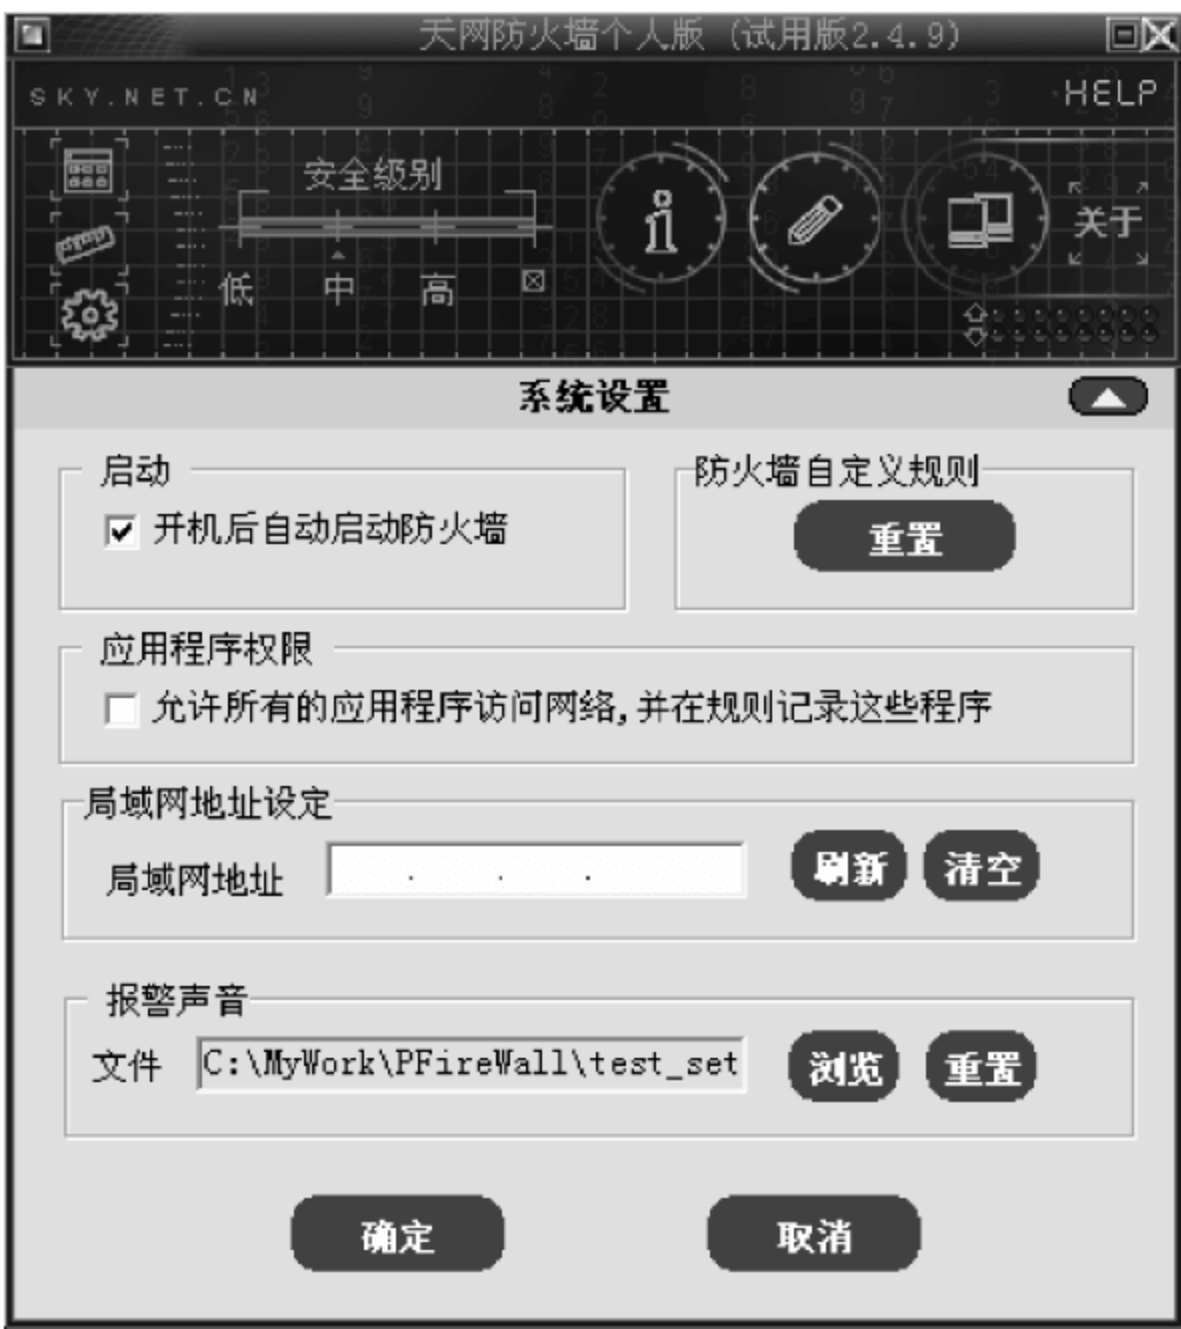 天网防火墙个人版 (试用版2.4.9)
SKY.NET.CN
HELP
安全级别
关于
低 中 高
系统设置
启动
防火墙自定义规则
开机后自动启动防火墙
重置
应用程序权限
允许所有的应用程序访问网络,并在规则记录这些程序
局域网地址设定
局域网地址 . . . 刷新 清空
报警声音
文件 C:\MyWork\PFireWall\test_set 浏览 重置
确定 取消